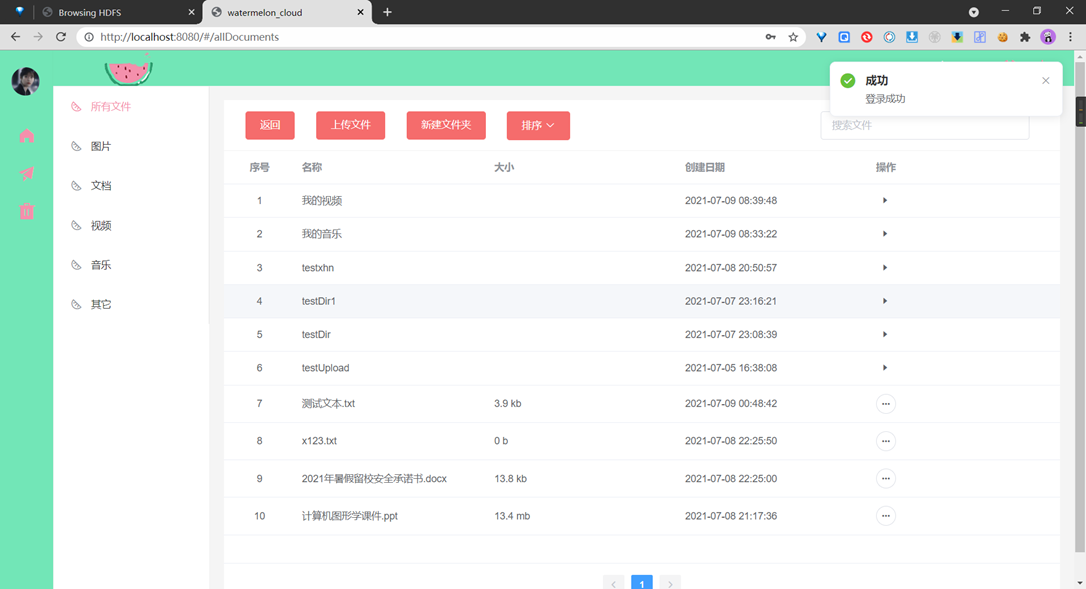 Browsing HDFS
watermelon_cloud
http://localhost:8080/#/allDocuments
成功
登录成功
所有文件
图片
文档
视频
音乐
其它
返回 上传文件 新建文件夹 排序 搜索文件
序号 名称 大小 创建日期 操作
1 我的视频 2021-07-09 08:39:48
2 我的音乐 2021-07-09 08:33:22
3 testxhn 2021-07-08 20:50:57
4 testDir1 2021-07-07 23:16:21
5 testDir 2021-07-07 23:08:39
6 testUpload 2021-07-05 16:38:08
7 测试文本.txt 3.9 kb 2021-07-09 00:48:42
8 x123.txt 0 b 2021-07-08 22:25:50
9 2021年暑假留校安全承诺书.docx 13.8 kb 2021-07-08 22:25:00
10 计算机图形学课件.ppt 13.4 mb 2021-07-08 21:17:36
1